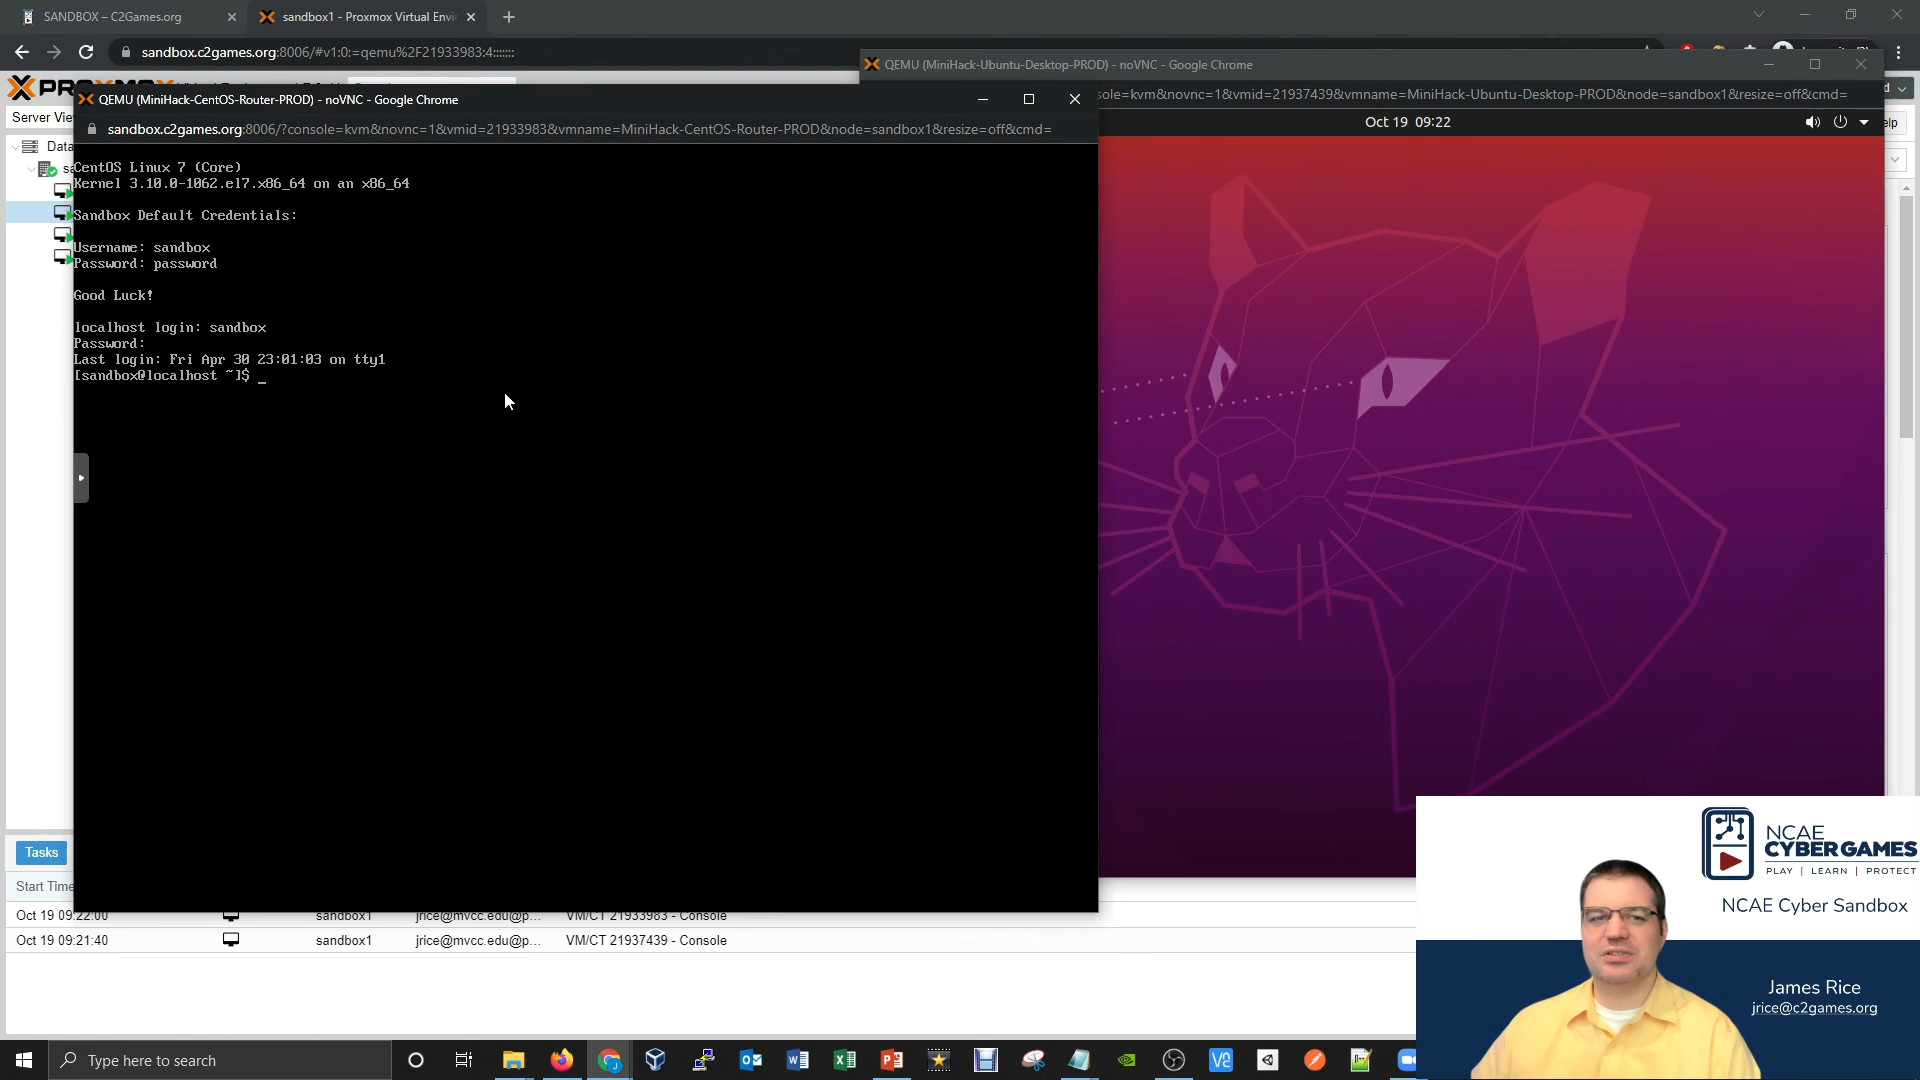 SANDBOX – C2Games.org
sandbox1 - Proxmox Virtual Envi
sandbox.c2games.org:8006/#v1:0:=qemu%2F21933983:4:::::::
QEMU (MiniHack-Ubuntu-Desktop-PROD) - noVNC - Google Chrome
sole=kvm&novnc=1&vmid=21937439&vmname=MiniHack-Ubuntu-Desktop-PROD&node=sandbox1&resize=off&cmd=
Oct 19 09:22
elp
Server Vie
Data
QEMU (MiniHack-CentOS-Router-PROD) - noVNC - Google Chrome
sandbox.c2games.org:8006/?console=kvm&novnc=1&vmid=21933983&vmname=MiniHack-CentOS-Router-PROD&node=sandbox1&resize=off&cmd=
CentOS Linux 7 (Core)
Kernel 3.10.0-1062.el7.x86_64 on an x86_64
Sandbox Default Credentials:
Username: sandbox
Password: password
Good Luck!
localhost login: sandbox
Password:
Last login: Fri Apr 30 23:01:03 on tty1
[sandbox@localhost ~]$ _
Tasks
Start Time
Oct 19 09:22:00 sandbox1 jrice@mvcc.edu@p... VM/CT 21933983 - Console
Oct 19 09:21:40 sandbox1 jrice@mvcc.edu@p... VM/CT 21937439 - Console
NCAE
CYBERGAMES
PLAY | LEARN | PROTECT
NCAE Cyber Sandbox
James Rice
jrice@c2games.org
Type here to search